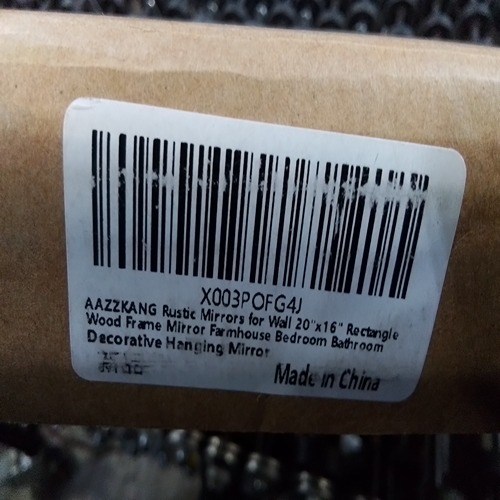 X003POFG4J
AAZZKANG Rustic Mirrors for Wall 20"x16" Rectangle
Wood Frame Mirror Farmhouse Bedroom Bathroom
Decorative Hanging Mirror
Made in China